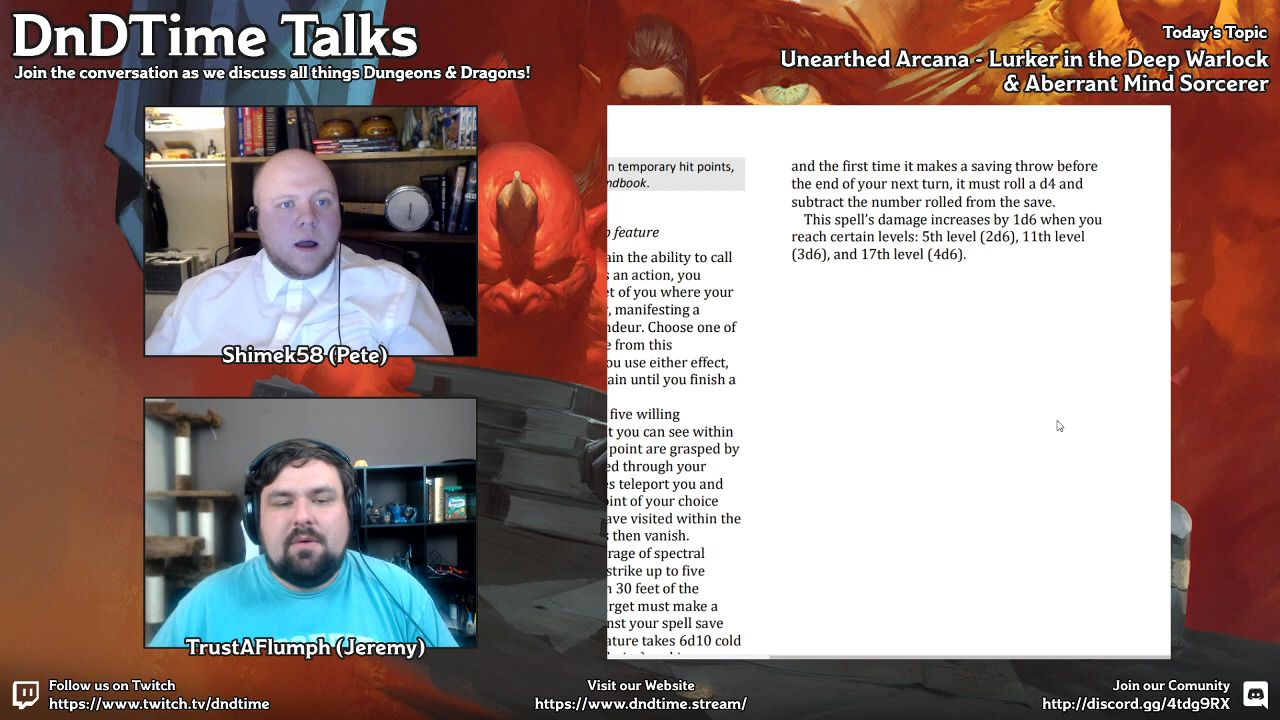 DnDTime Talks
Join the conversation as we discuss all things Dungeons & Dragons!
Today's Topic
Unearthed Arcana - Lurker in the Deep Warlock
& Aberrant Mind Sorcerer
Shimek58 (Pete)
TrustAFlumph (Jeremy)
n temporary hit points,
ndbook.
feature
ain the ability to call
s an action, you
et of you where your
, manifesting a
ndeur. Choose one of
e from this
ou use either effect,
ain until you finish a
five willing
t you can see within
point are grasped by
ed through your
es teleport you and
oint of your choice
ave visited within the
s then vanish.
rage of spectral
strike up to five
n 30 feet of the
arget must make a
nst your spell save
ature takes 6d10 cold
and the first time it makes a saving throw before
the end of your next turn, it must roll a d4 and
subtract the number rolled from the save.
This spell's damage increases by 1d6 when you
reach certain levels: 5th level (2d6), 11th level
(3d6), and 17th level (4d6).
Follow us on Twitch
https://www.twitch.tv/dndtime
Visit our Website
https://www.dndtime.stream/
Join our Comunity
http://discord.gg/4tdg9RX